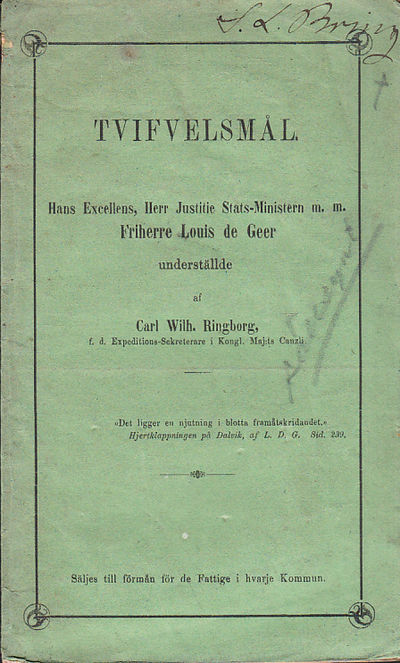 TVIFVELSMÅL,
Hans Excellens, Herr Justitie Stats-Ministern m. m.
Friherre Louis de Geer
underställde
af
Carl Wilh. Ringborg,
f. d. Expeditions-Sekreterare i Kongl. Maj:ts Canzli.
»Det ligger en njutning i blotta framåtskridandet.»
Hjertklappningen på Dalvik, af L. D. G. Sid. 239.
Säljes till förmån för de Fattige i hvarje Kommun.